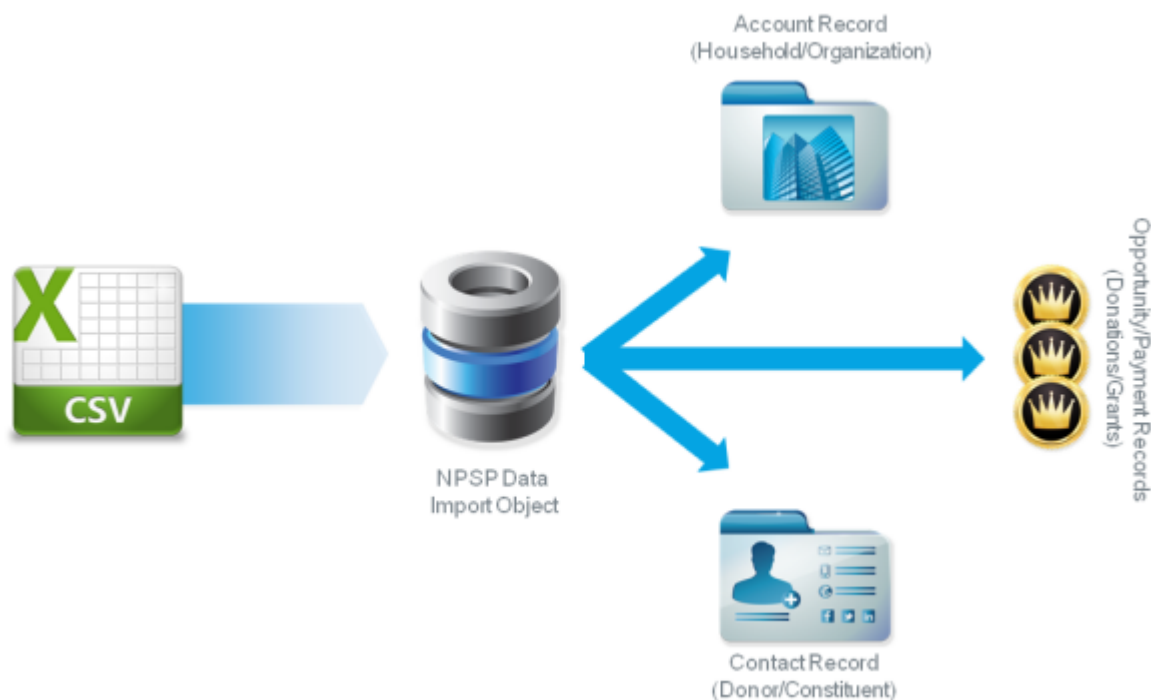 Account Record
(Household/Organization)
X
CSV
NPSP Data
Import Object
Opportunity/Payment Records
(Donations/Grants)
Contact Record
(Donor/Constituent)